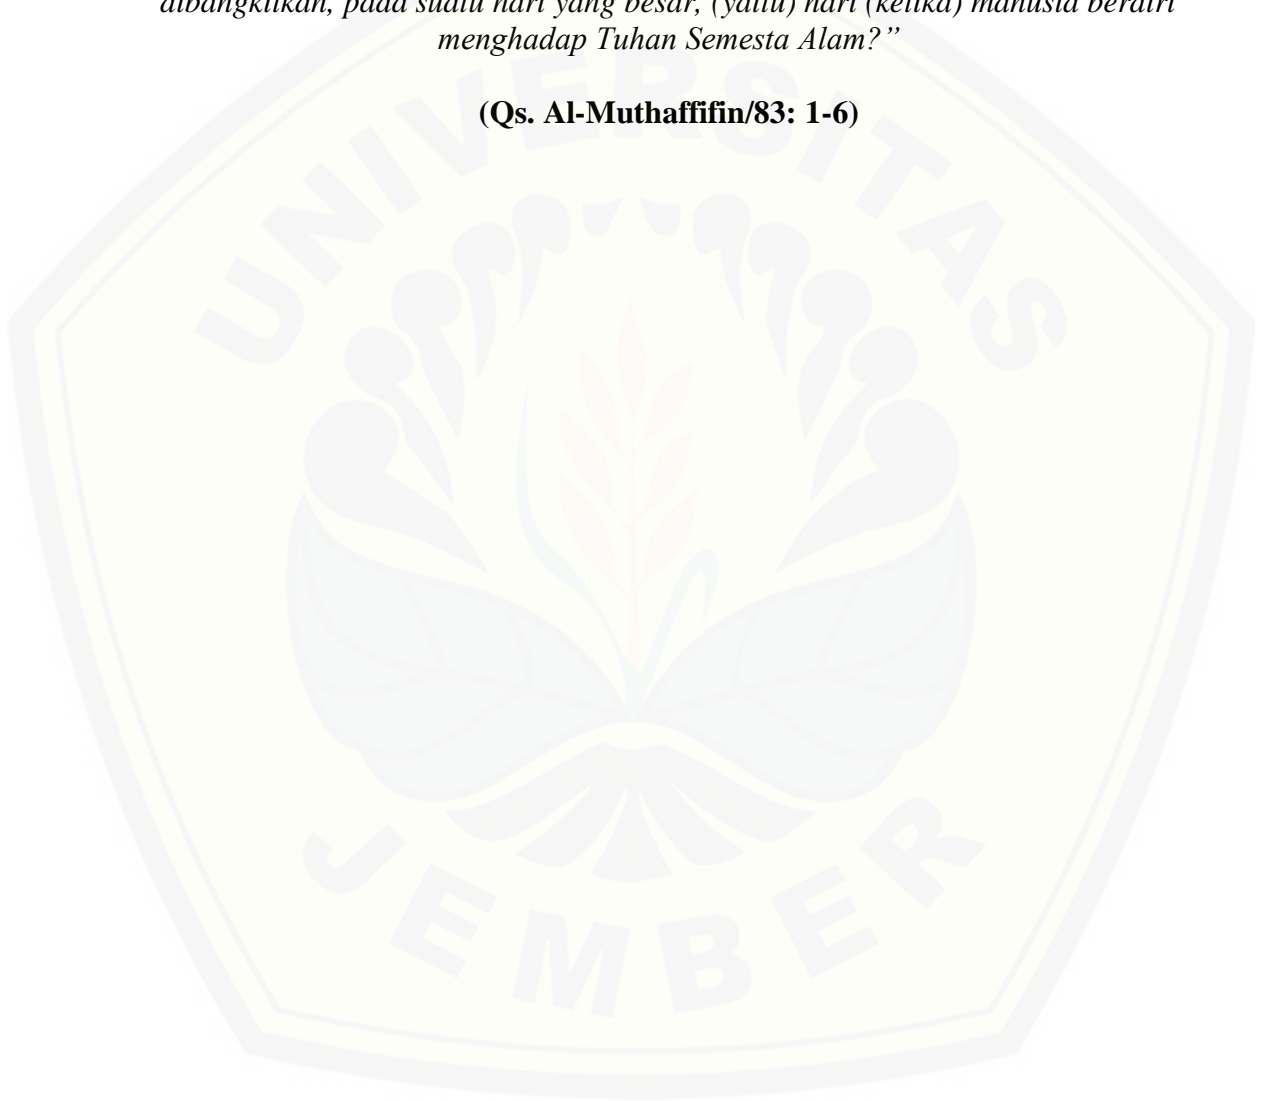 dibangkitkan, pada suatu hari yang besar, (yaitu) hari (ketika) manusia berdiri
menghadap Tuhan Semesta Alam?”
(Qs. Al-Muthaffifin/83: 1-6)
UNIVERSITAS
JEMBER